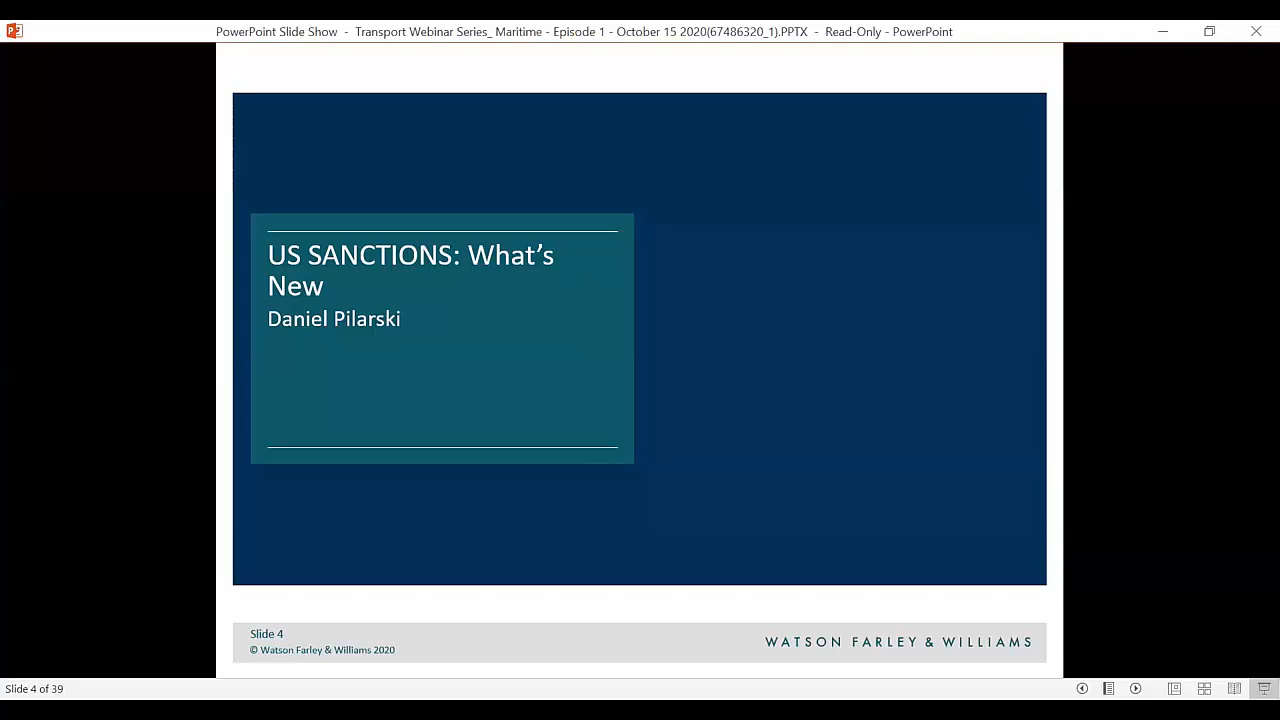 PowerPoint Slide Show - Transport Webinar Series_ Maritime - Episode 1 - October 15 2020(67486320_1).PPTX - Read-Only - PowerPoint
US SANCTIONS: What's
New
Daniel Pilarski
Slide 4
© Watson Farley & Williams 2020
WATSON FARLEY & WILLIAMS
Slide 4 of 39